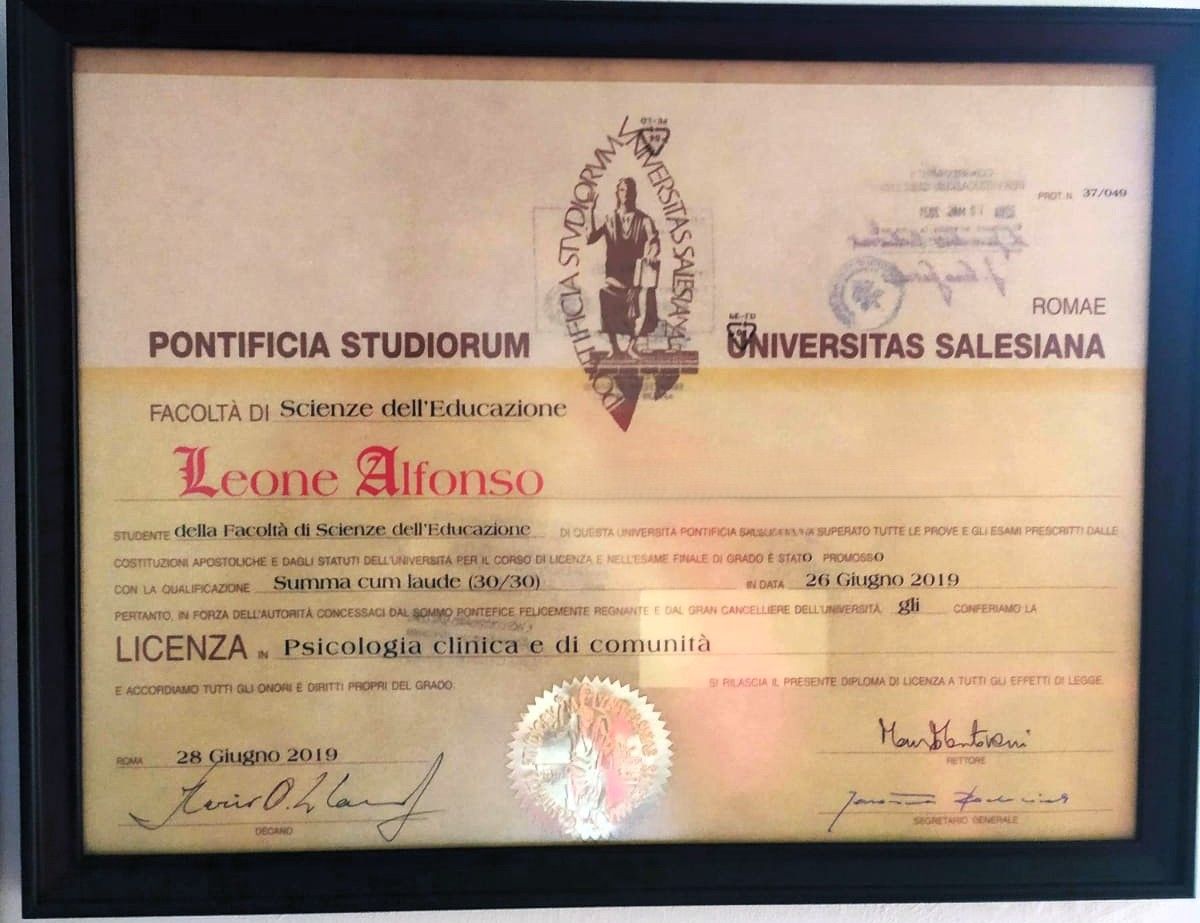 PROT. N. 37/049
ROMAE
PONTIFICIA STUDIORUM UNIVERSITAS SALESIANA
PONTIFICIA STVDIORVM VNIVERSITAS SALESIANA
FACOLTÀ DI Scienze dell'Educazione
Leone Alfonso
STUDENTE della Facoltà di Scienze dell'Educazione DI QUESTA UNIVERSITÀ PONTIFICIA SUPERATO TUTTE LE PROVE E GLI ESAMI PRESCRITTI DALLE
COSTITUZIONI APOSTOLICHE E DAGLI STATUTI DELL'UNIVERSITÀ PER IL CORSO DI LICENZA E NELL'ESAME FINALE DI GRADO È STATO PROMOSSO
CON LA QUALIFICAZIONE Summa cum laude (30/30) IN DATA 26 Giugno 2019
PERTANTO, IN FORZA DELL'AUTORITÀ CONCESSACI DAL SOMMO PONTEFICE FELICEMENTE REGNANTE E DAL GRAN CANCELLIERE DELL'UNIVERSITÀ, gli CONFERIAMO LA
LICENZA IN Psicologia clinica e di comunità
E ACCORDIAMO TUTTI GLI ONORI E DIRITTI PROPRI DEL GRADO. SI RILASCIA IL PRESENTE DIPLOMA DI LICENZA A TUTTI GLI EFFETTI DI LEGGE.
ROMA 28 Giugno 2019
RETTORE
DECANO
SEGRETARIO GENERALE